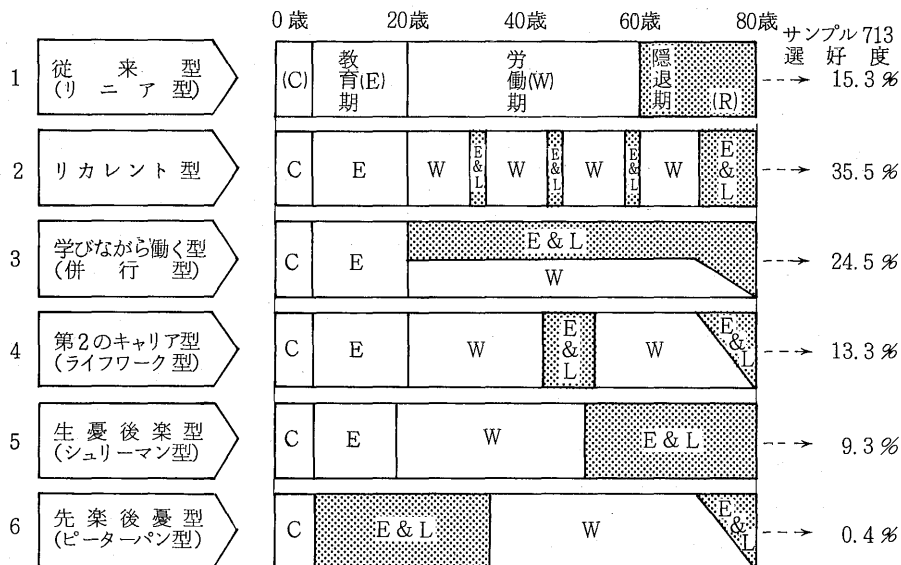 0歳 20歳 40歳 60歳 80歳
サンプル713
選好度
1 従来型
(リニア型)
(C)
教育(E)期
労働(W)期
隠退期
(R)
15.3%
2 リカレント型
C E W E&L W E&L W E&L W E&L
35.5%
3 学びながら働く型
(併行型)
C E E&L
W
24.5%
4 第2のキャリア型
(ライフワーク型)
C E W E&L W E&L
13.3%
5 生憂後楽型
(シュリーマン型)
C E W E&L
9.3%
6 先楽後憂型
(ピーターパン型)
C E&L W E&L
0.4%